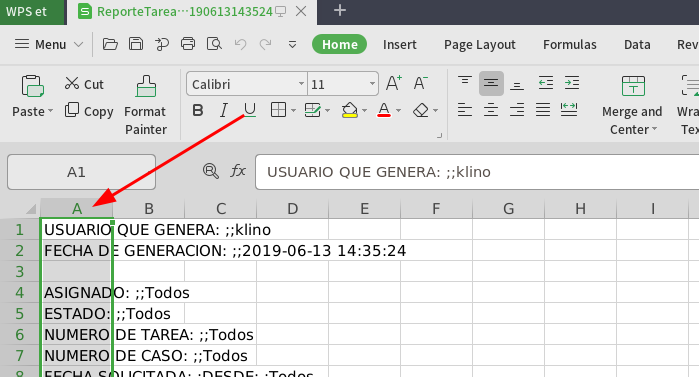 WPS et
ReporteTarea···190613143524
Menu Home Insert Page Layout Formulas Data Rev
Cut Calibri 11 A+ A-
Paste Copy Format Painter B I U A Merge and Center Wra Tex
A1 fx USUARIO QUE GENERA: ;;klino
A B C D E F G H I
1 USUARIO QUE GENERA: ;;klino
2 FECHA DE GENERACION: ;;2019-06-13 14:35:24
3
4 ASIGNADO: ;;Todos
5 ESTADO: ;;Todos
6 NUMERO DE TAREA: ;;Todos
7 NUMERO DE CASO: ;;Todos
8 FECHA SOLICITADA: ;DESDE: ;Todos